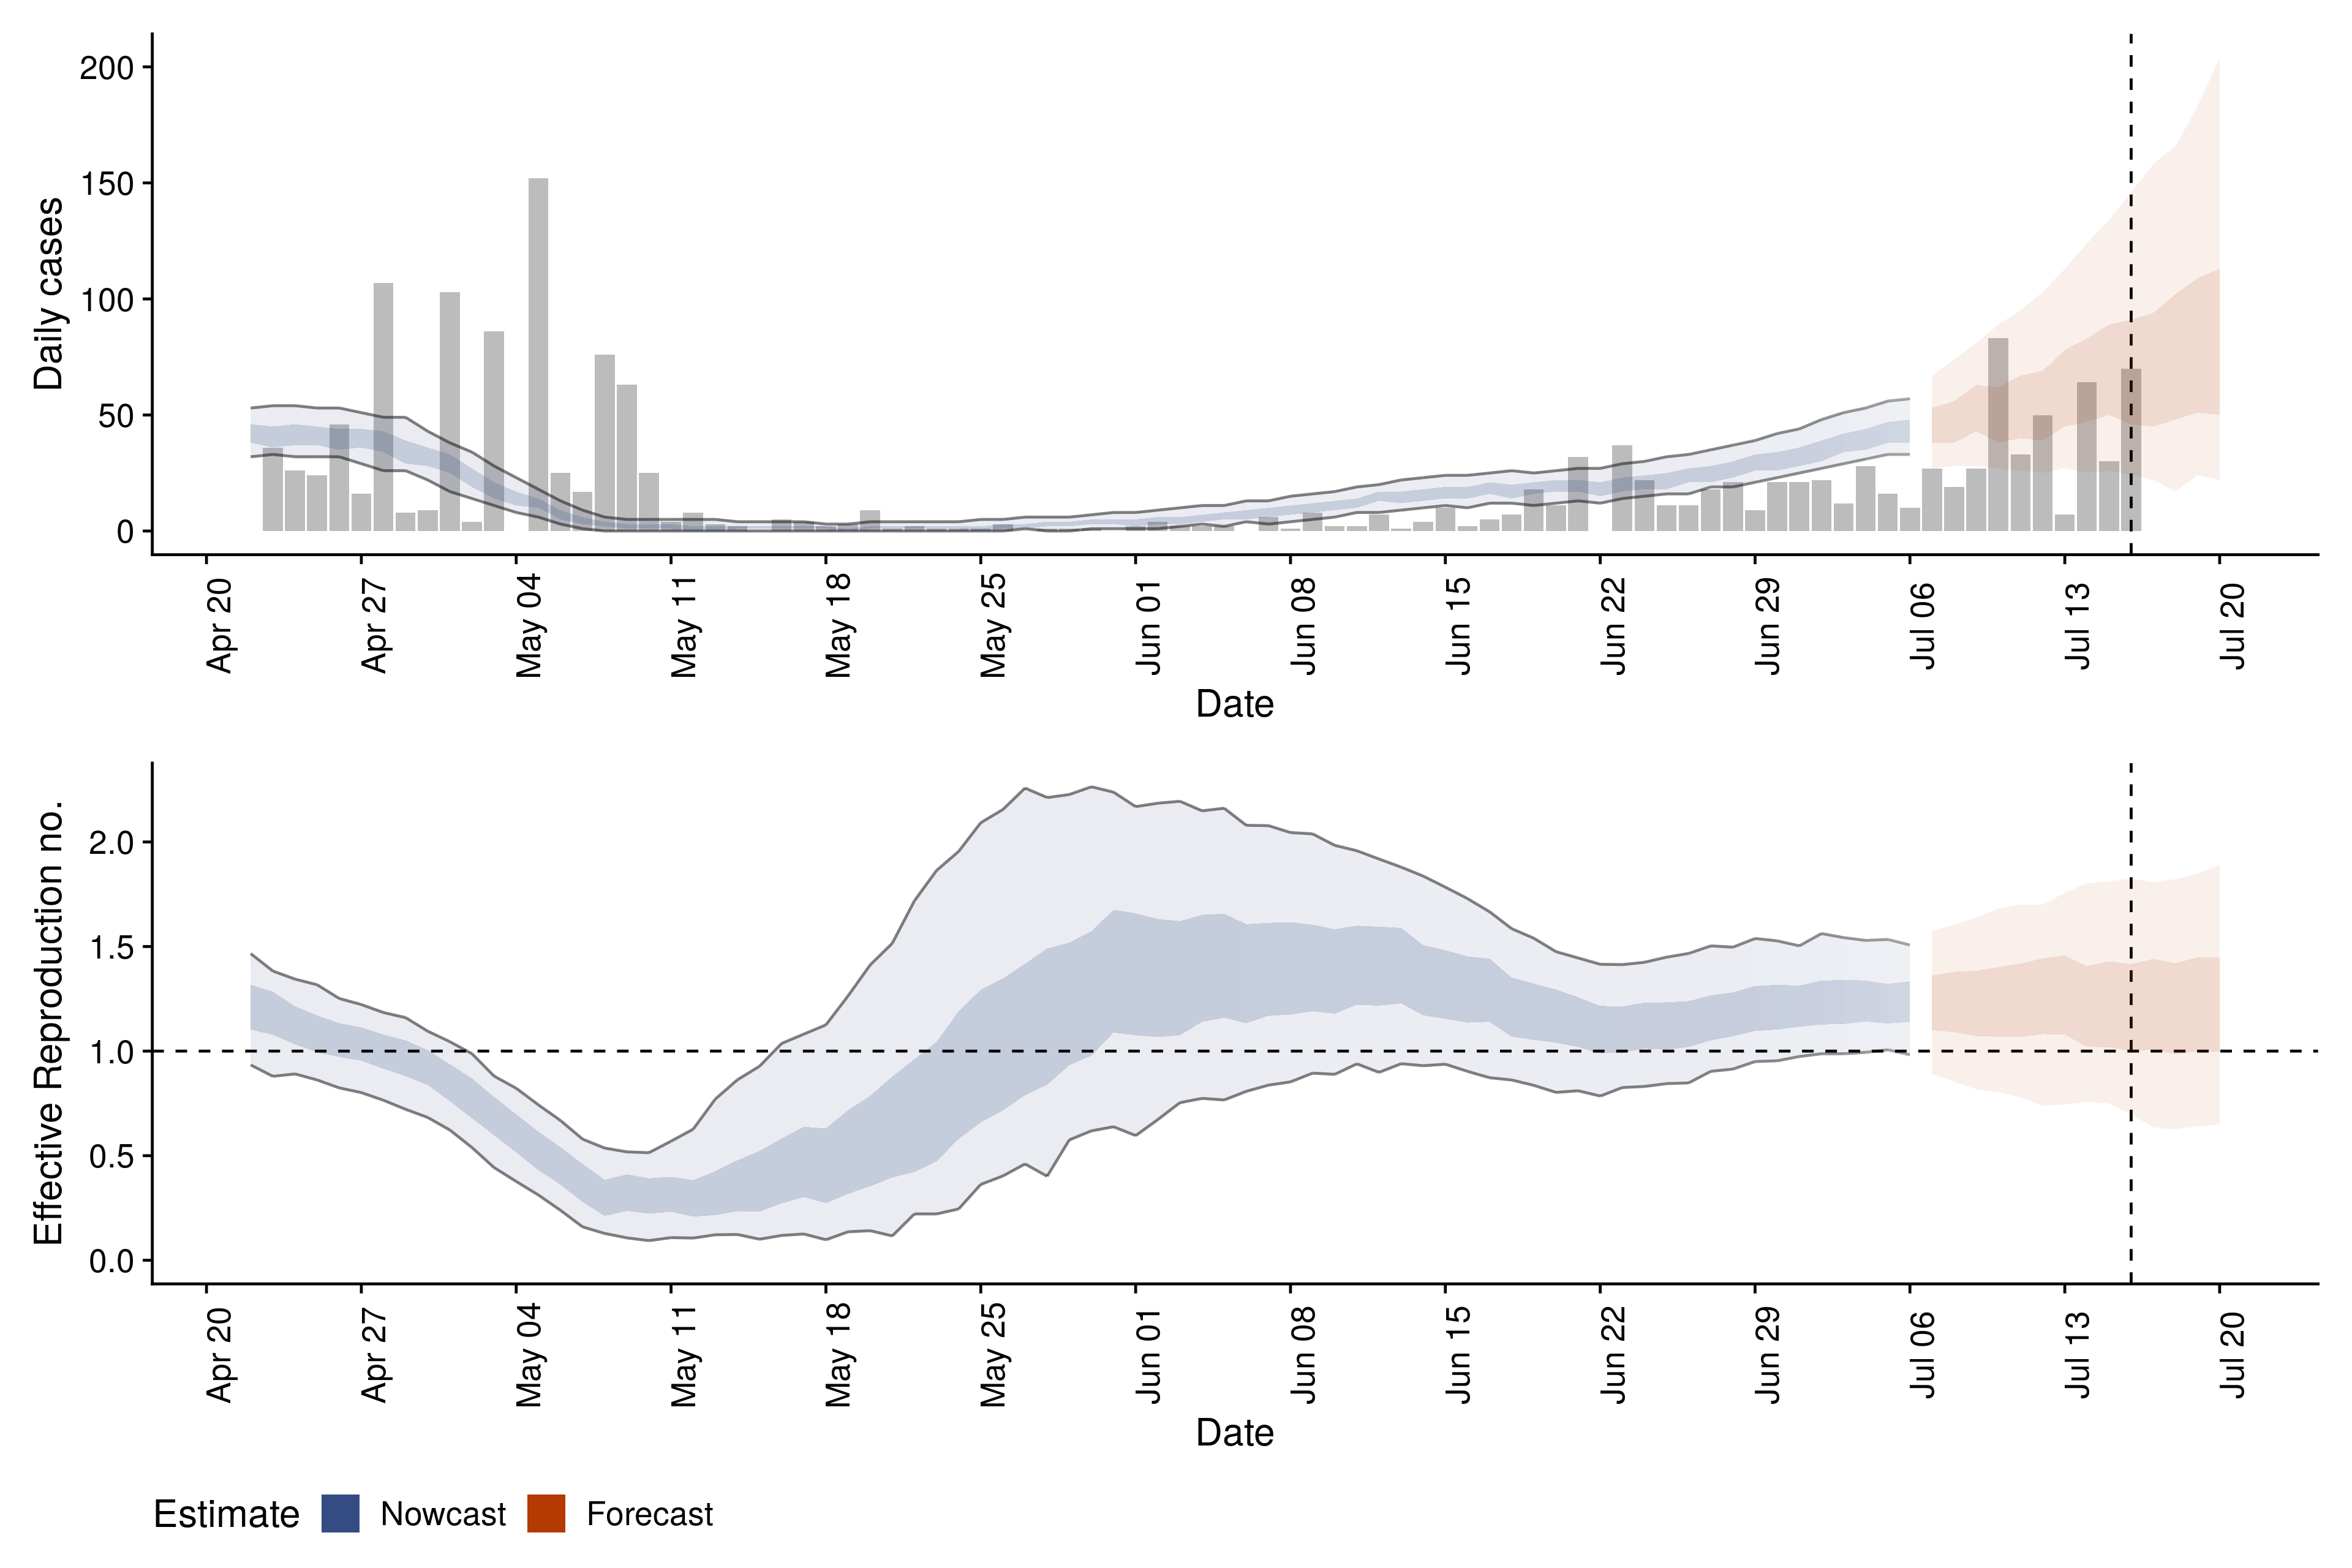 Daily cases
200
150
100
50
0
Apr 20
Apr 27
May 04
May 11
May 18
May 25
Jun 01
Jun 08
Jun 15
Jun 22
Jun 29
Jul 06
Jul 13
Jul 20
Date
Effective Reproduction no.
2.0
1.5
1.0
0.5
0.0
Apr 20
Apr 27
May 04
May 11
May 18
May 25
Jun 01
Jun 08
Jun 15
Jun 22
Jun 29
Jul 06
Jul 13
Jul 20
Date
Estimate Nowcast Forecast